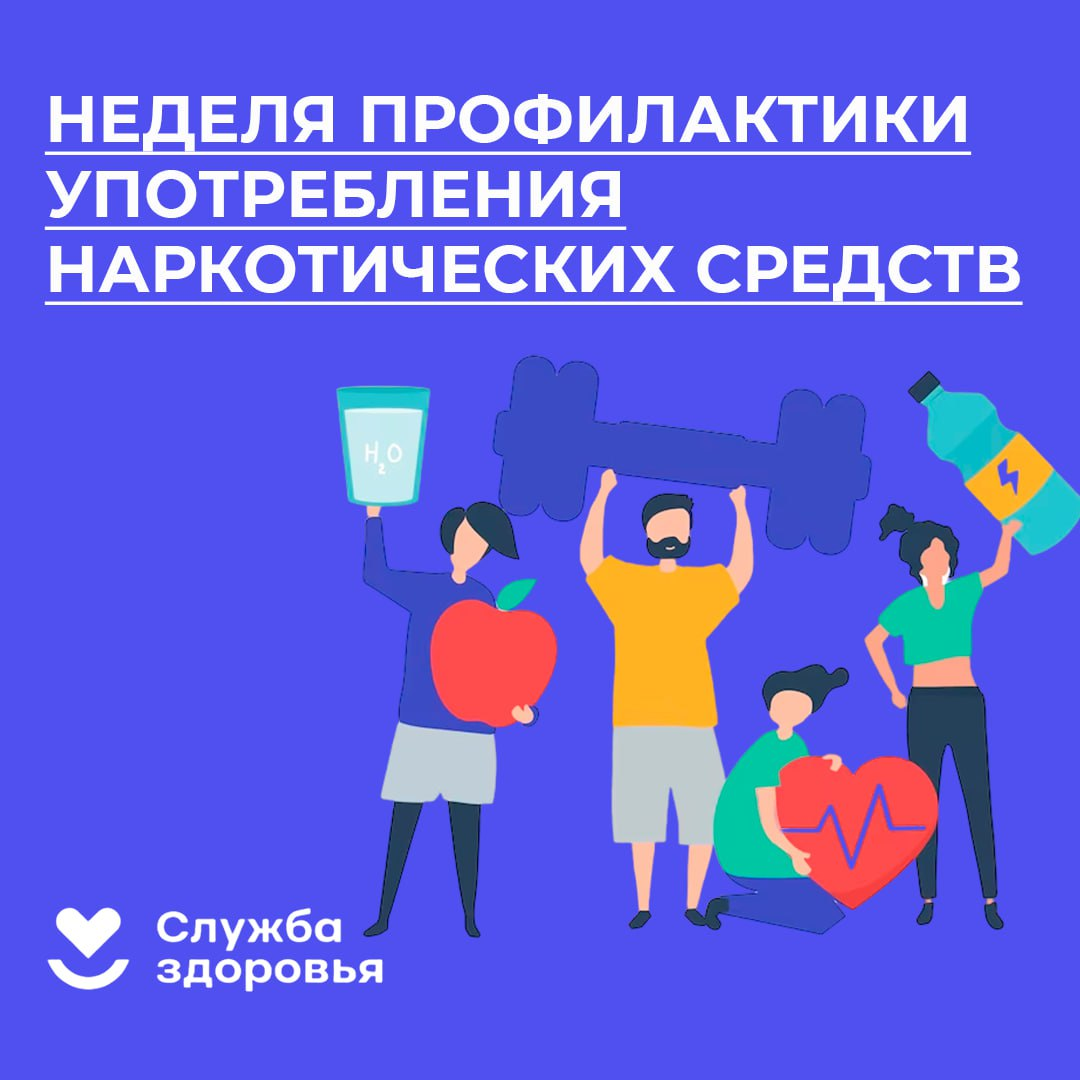 НЕДЕЛЯ ПРОФИЛАКТИКИ
УПОТРЕБЛЕНИЯ
НАРКОТИЧЕСКИХ СРЕДСТВ
H2O
Служба
здоровья